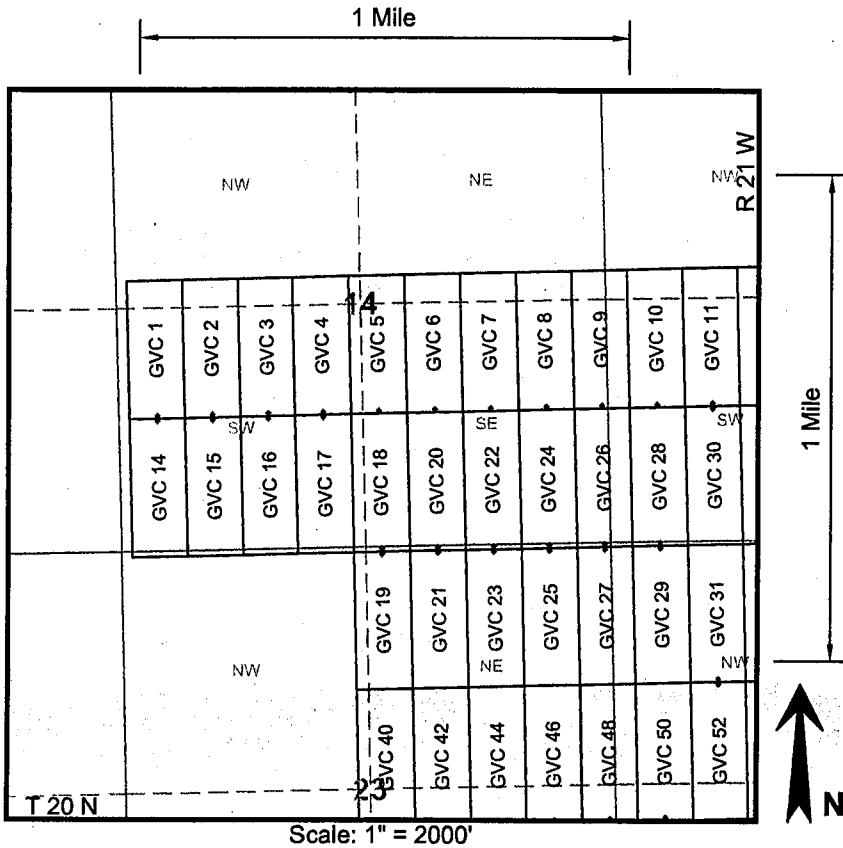 1 Mile
NW
NE
NW
R 21 W
14
GVC 1
GVC 2
GVC 3
GVC 4
GVC 5
GVC 6
GVC 7
GVC 8
GVC 9
GVC 10
GVC 11
1 Mile
SW
SE
SW
GVC 14
GVC 15
GVC 16
GVC 17
GVC 18
GVC 20
GVC 22
GVC 24
GVC 26
GVC 28
GVC 30
GVC 19
GVC 21
GVC 23
GVC 25
GVC 27
GVC 29
GVC 31
NW
NE
NW
GVC 40
GVC 42
GVC 44
GVC 46
GVC 48
GVC 50
GVC 52
23
T 20 N
N
Scale: 1" = 2000'